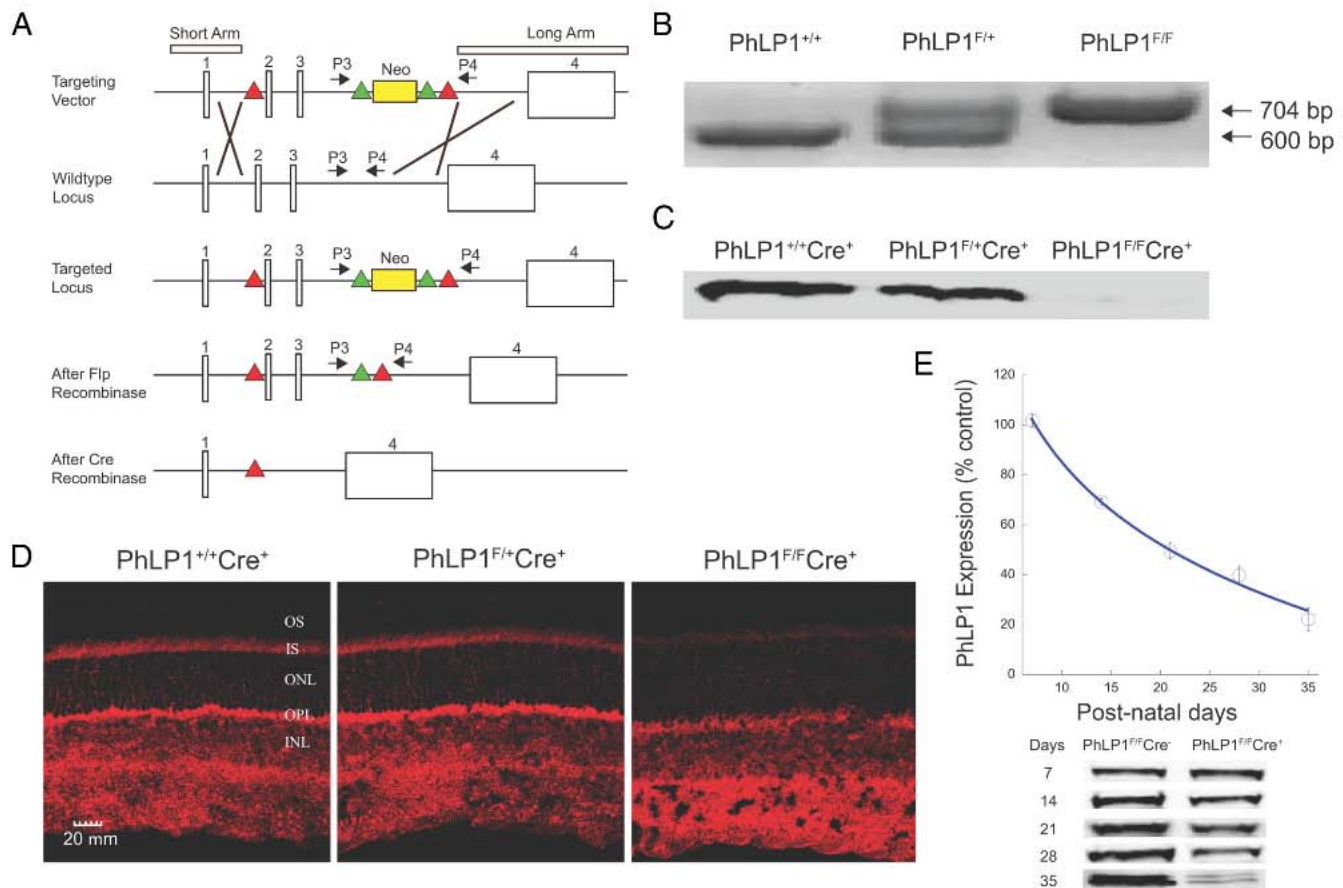 A
Short Arm
Long Arm
1 2 3 P3 Neo P4 4
Targeting
Vector
1 2 3 P3 P4 4
Wildtype
Locus
1 2 3 P3 Neo P4 4
Targeted
Locus
1 2 3 P3 P4 4
After Flp
Recombinase
1 4
After Cre
Recombinase
B
PhLP1+/+ PhLP1F/+ PhLP1F/F
← 704 bp
← 600 bp
C
PhLP1+/+Cre+ PhLP1F/+Cre+ PhLP1F/FCre+
D
PhLP1+/+Cre+ PhLP1F/+Cre+ PhLP1F/FCre+
OS
IS
ONL
OPL
INL
20 mm
E
PhLP1 Expression (% control)
120
100
80
60
40
20
0
10 15 20 25 30 35
Post-natal days
Days PhLP1F/FCre- PhLP1F/FCre+
7
14
21
28
35